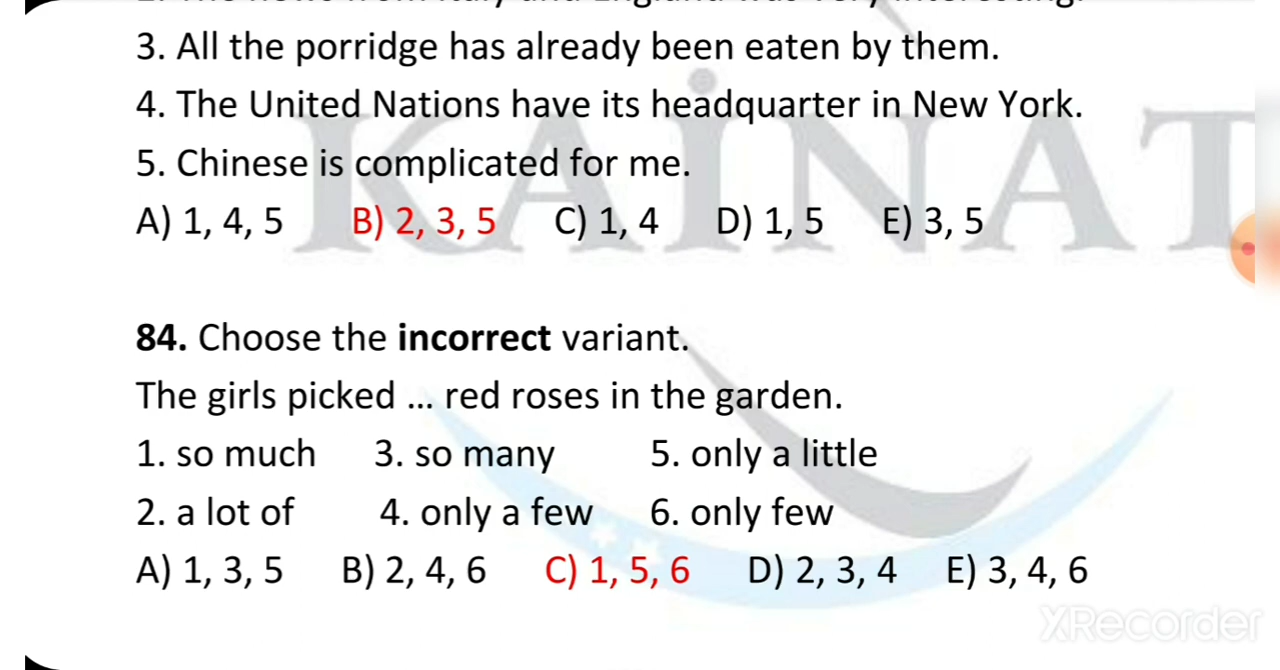 3. All the porridge has already been eaten by them.
4. The United Nations have its headquarter in New York.
5. Chinese is complicated for me.
A) 1, 4, 5 B) 2, 3, 5 C) 1, 4 D) 1, 5 E) 3, 5
84. Choose the incorrect variant.
The girls picked ... red roses in the garden.
1. so much 3. so many 5. only a little
2. a lot of 4. only a few 6. only few
A) 1, 3, 5 B) 2, 4, 6 C) 1, 5, 6 D) 2, 3, 4 E) 3, 4, 6
KAİNAT
XRecorder